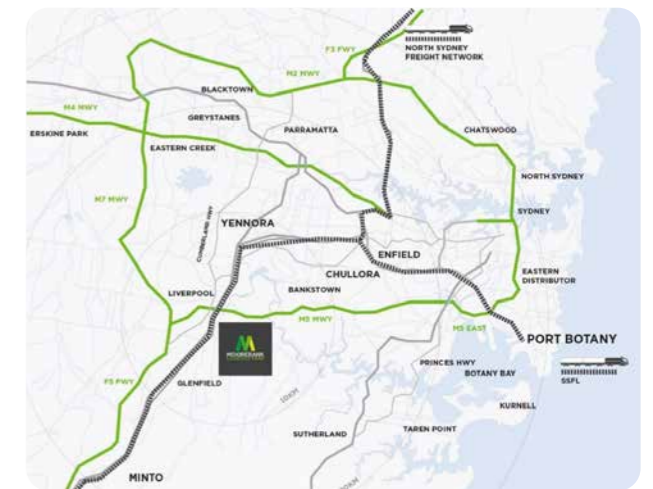 F3 FWY
NORTH SYDNEY
FREIGHT NETWORK
M2 MWY
BLACKTOWN
M4 MWY
GREYSTANES
ERSKINE PARK
PARRAMATTA
CHATSWOOD
EASTERN CREEK
NORTH SYDNEY
M7 MWY
SYDNEY
YENNORA
CUMBERLAND HWY
ENFIELD
CHULLORA
EASTERN
DISTRIBUTOR
LIVERPOOL
BANKSTOWN
M5 MWY
M5 EAST
PORT BOTANY
PRINCES HWY
BOTANY BAY
SSFL
F5 FWY
GLENFIELD
10KM
KURNELL
TAREN POINT
SUTHERLAND
MINTO